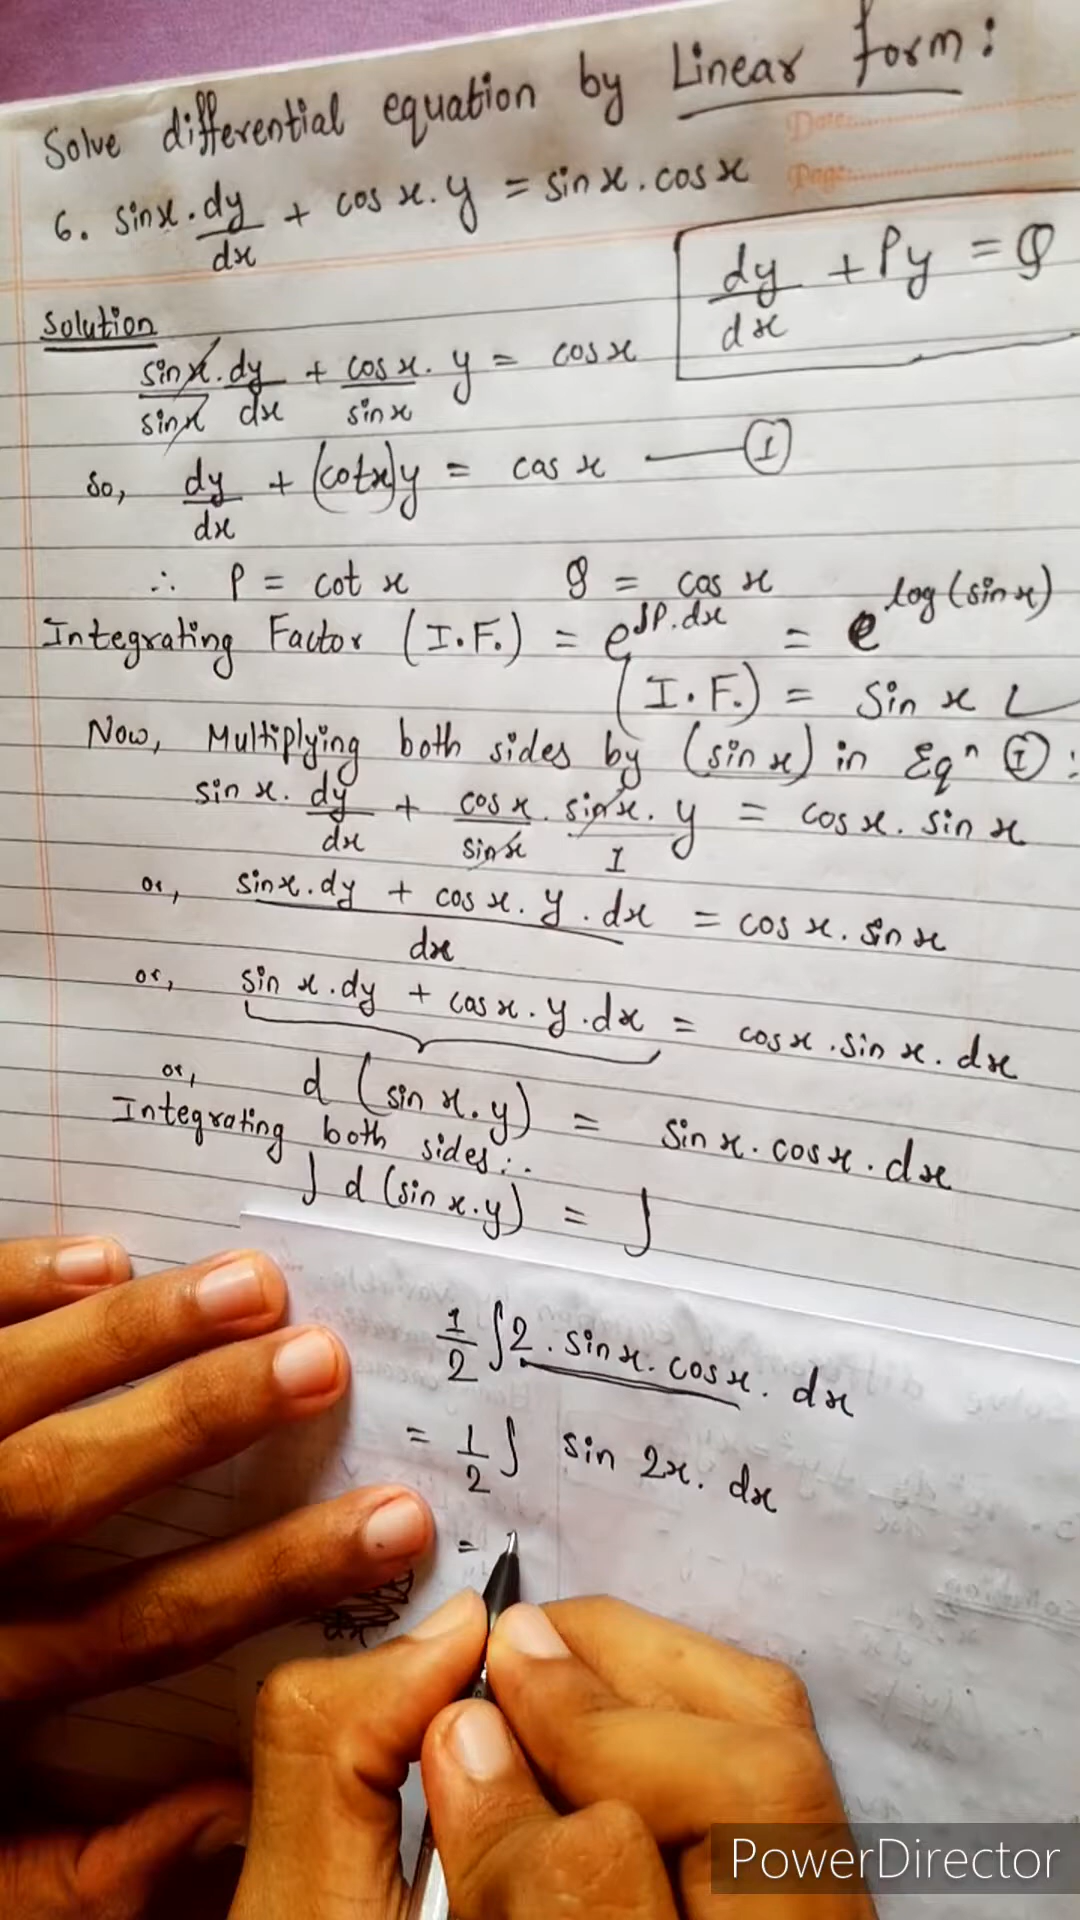 Solve differential equation by Linear form:
Date
Page
6. sinx. dy/dx + cos x. y = sin x. cos x
dy/dx + Py = Q
Solution
sinx/sinx . dy/dx + cos x/sin x . y = cos x
So, dy/dx + (cotx)y = cos x — I
∴ P = cot x Q = cos x
Integrating Factor (I.F.) = e^∫P.dx = e^log(sin x)
(I.F.) = Sin x
Now, Multiplying both sides by (sin x) in Eqⁿ I :
sin x. dy/dx + cos x/sin x . sin x/1 . y = cos x. sin x
or, sinx.dy + cos x. y . dx/dx = cos x. sin x
or, sin x.dy + cos x. y .dx = cos x .sin x. dx
or, d (sin x. y) = Sin x. cos x. dx
Integrating both sides:.
∫ d (sin x. y) = ∫
1/2 ∫ 2 . sin x. cos x. dx
= 1/2 ∫ sin 2x. dx
=
PowerDirector